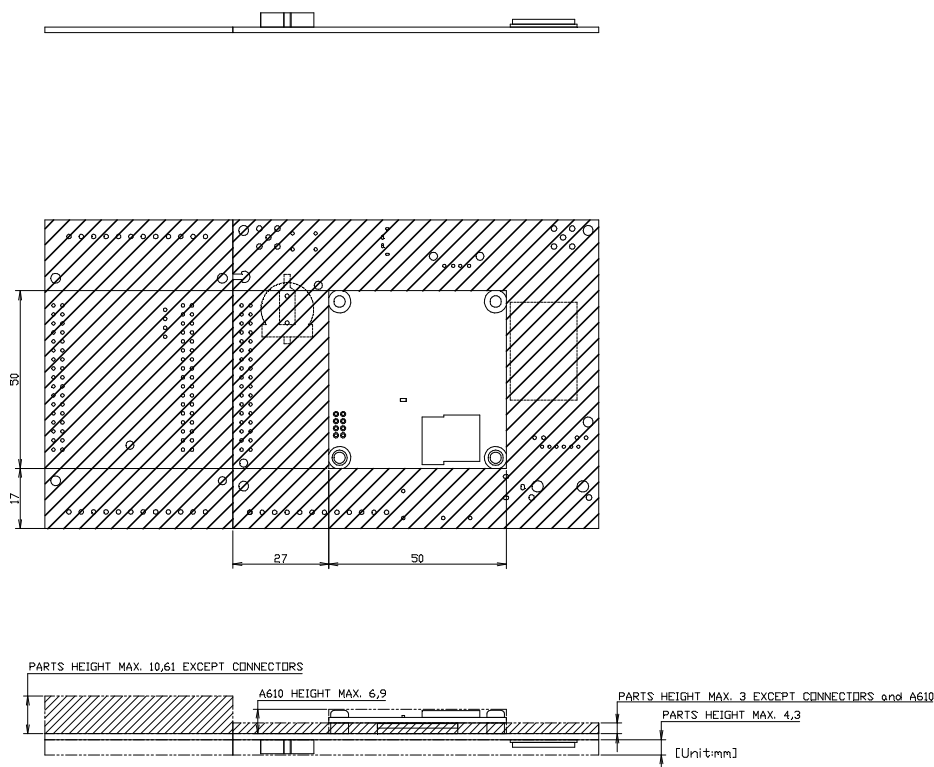 50
17
27
50
PARTS HEIGHT MAX. 10,61 EXCEPT CONNECTORS
A610 HEIGHT MAX. 6,9
PARTS HEIGHT MAX. 3 EXCEPT CONNECTORS and A610
PARTS HEIGHT MAX. 4,3
[Unit:mm]